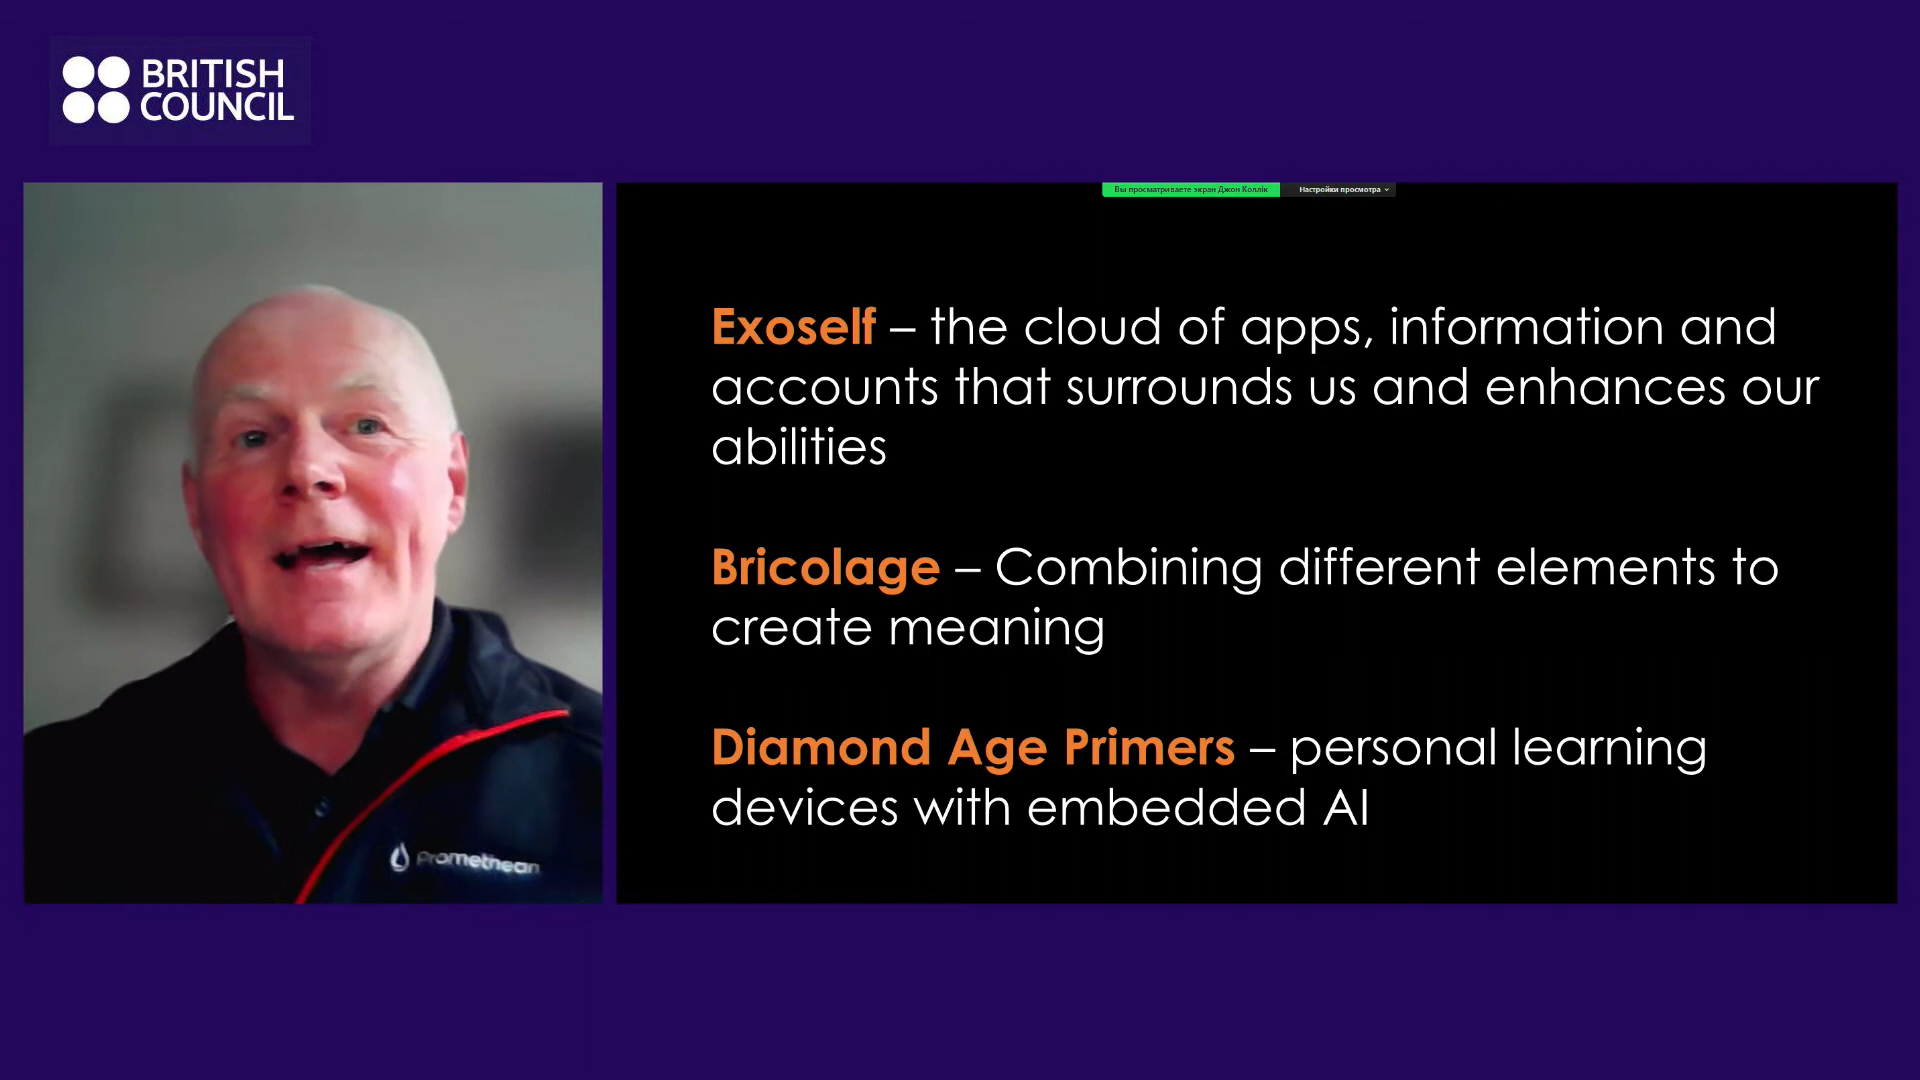 BRITISH
COUNCIL
Вы просматриваете экран Джон Коллік
Настройки просмотра
Exoself – the cloud of apps, information and
accounts that surrounds us and enhances our
abilities
Bricolage – Combining different elements to
create meaning
Diamond Age Primers – personal learning
devices with embedded AI
Promethean